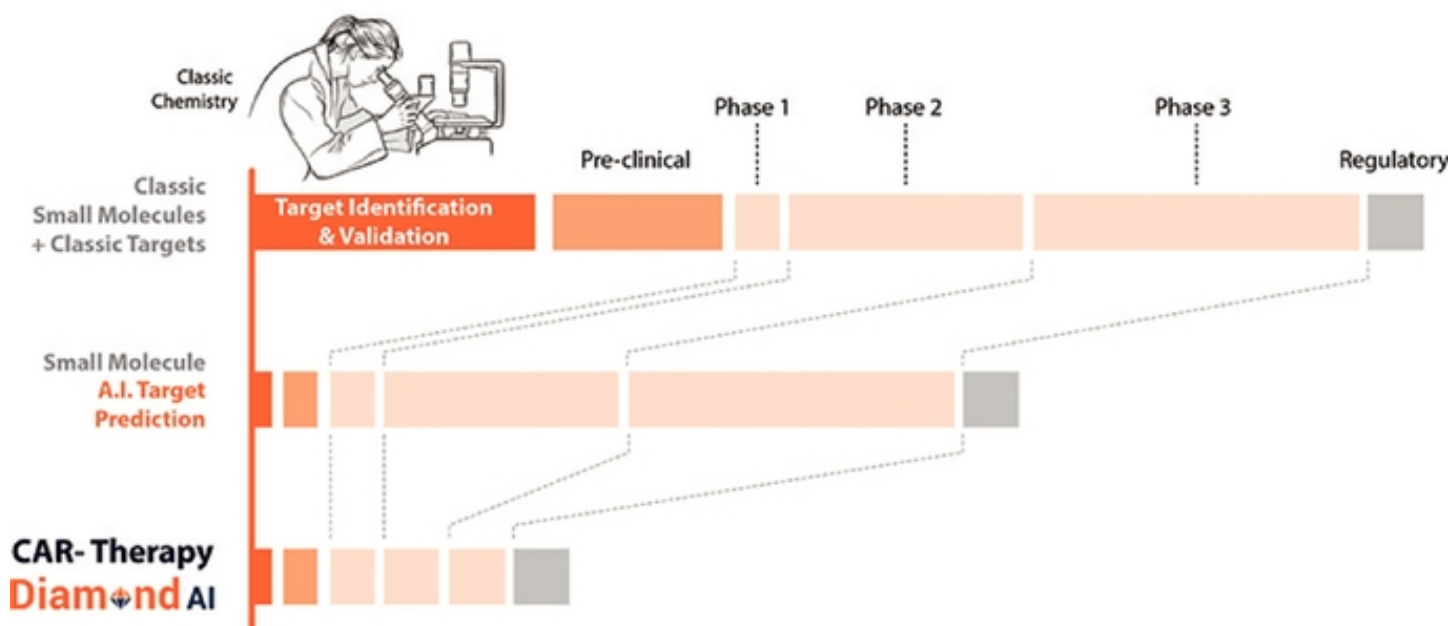 Classic
Chemistry
Phase 1
Phase 2
Phase 3
Pre-clinical
Regulatory
Classic
Small Molecules
+ Classic Targets
Target Identification
& Validation
Small Molecule
A.I. Target
Prediction
CAR- Therapy
Diamond AI